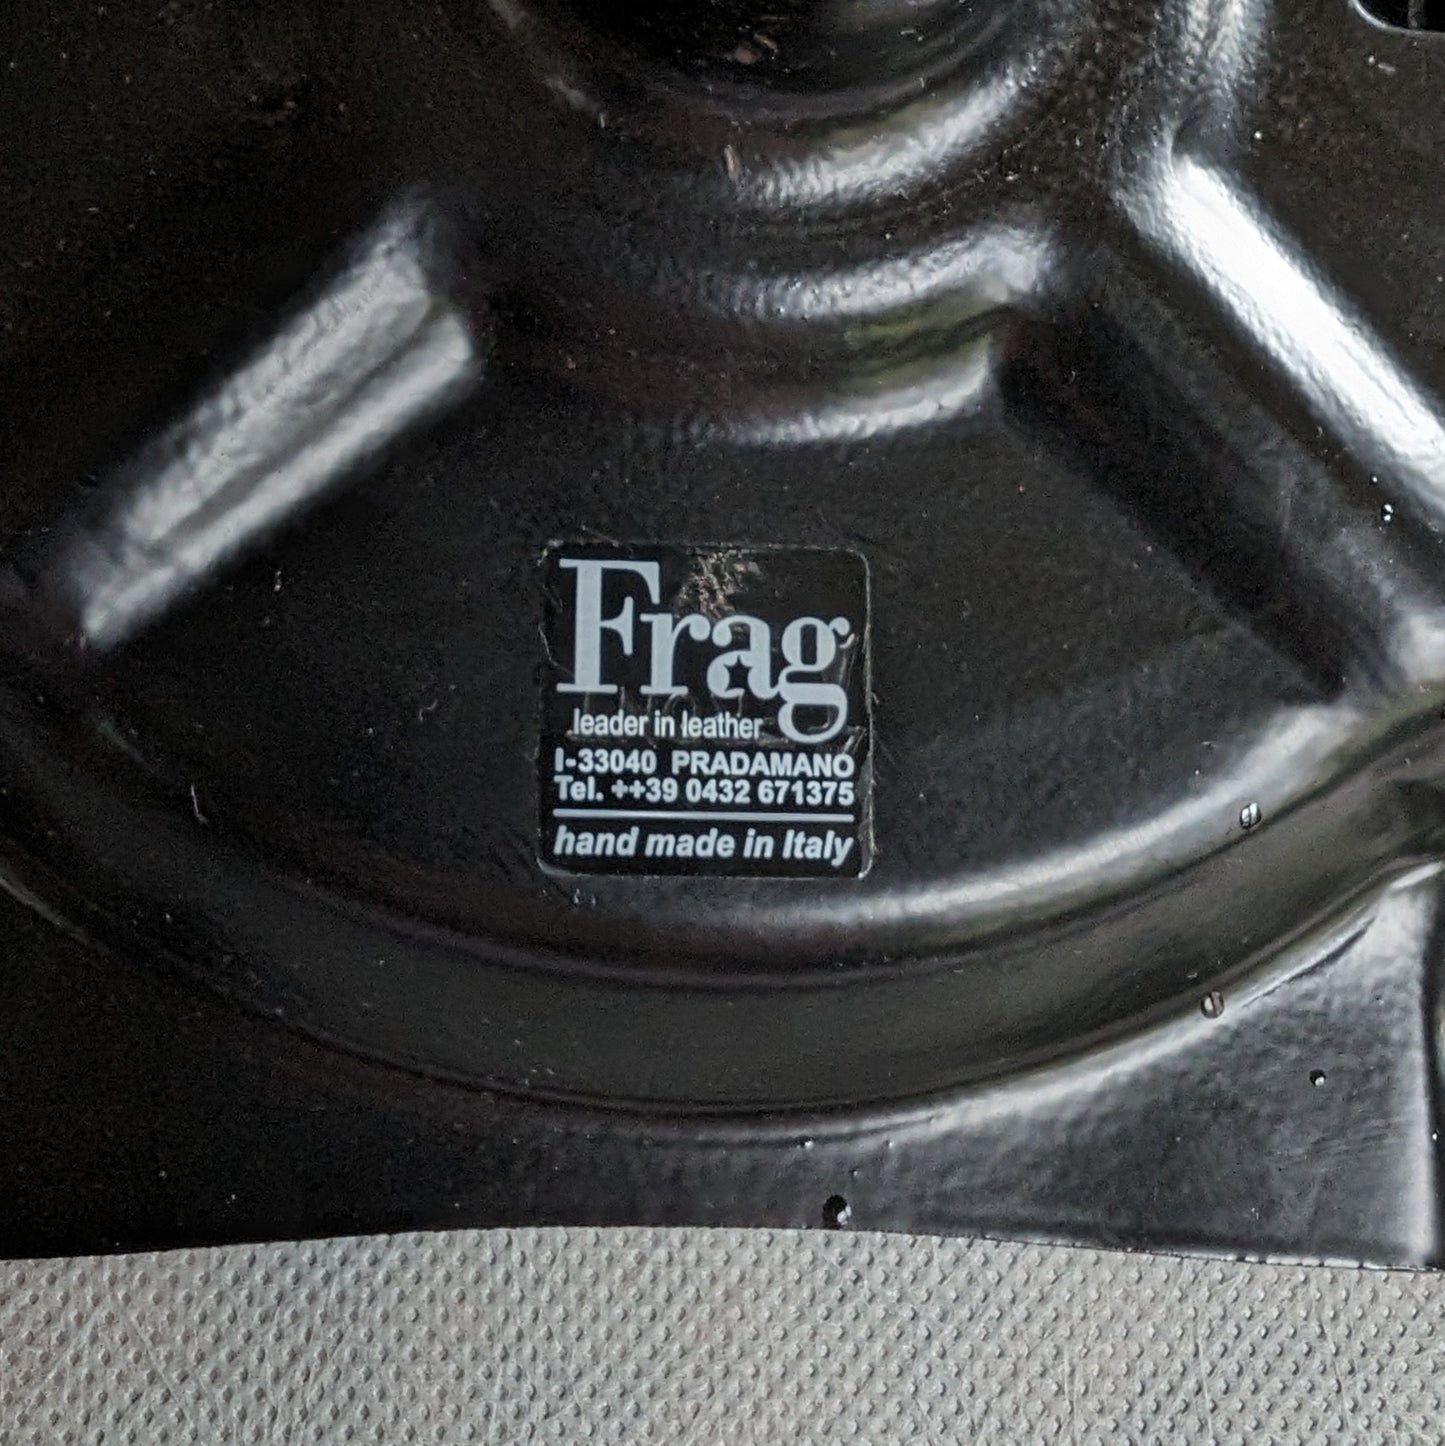 Frag
leader in leather
I-33040 PRADAMANO
Tel. ++39 0432 671375
hand made in Italy